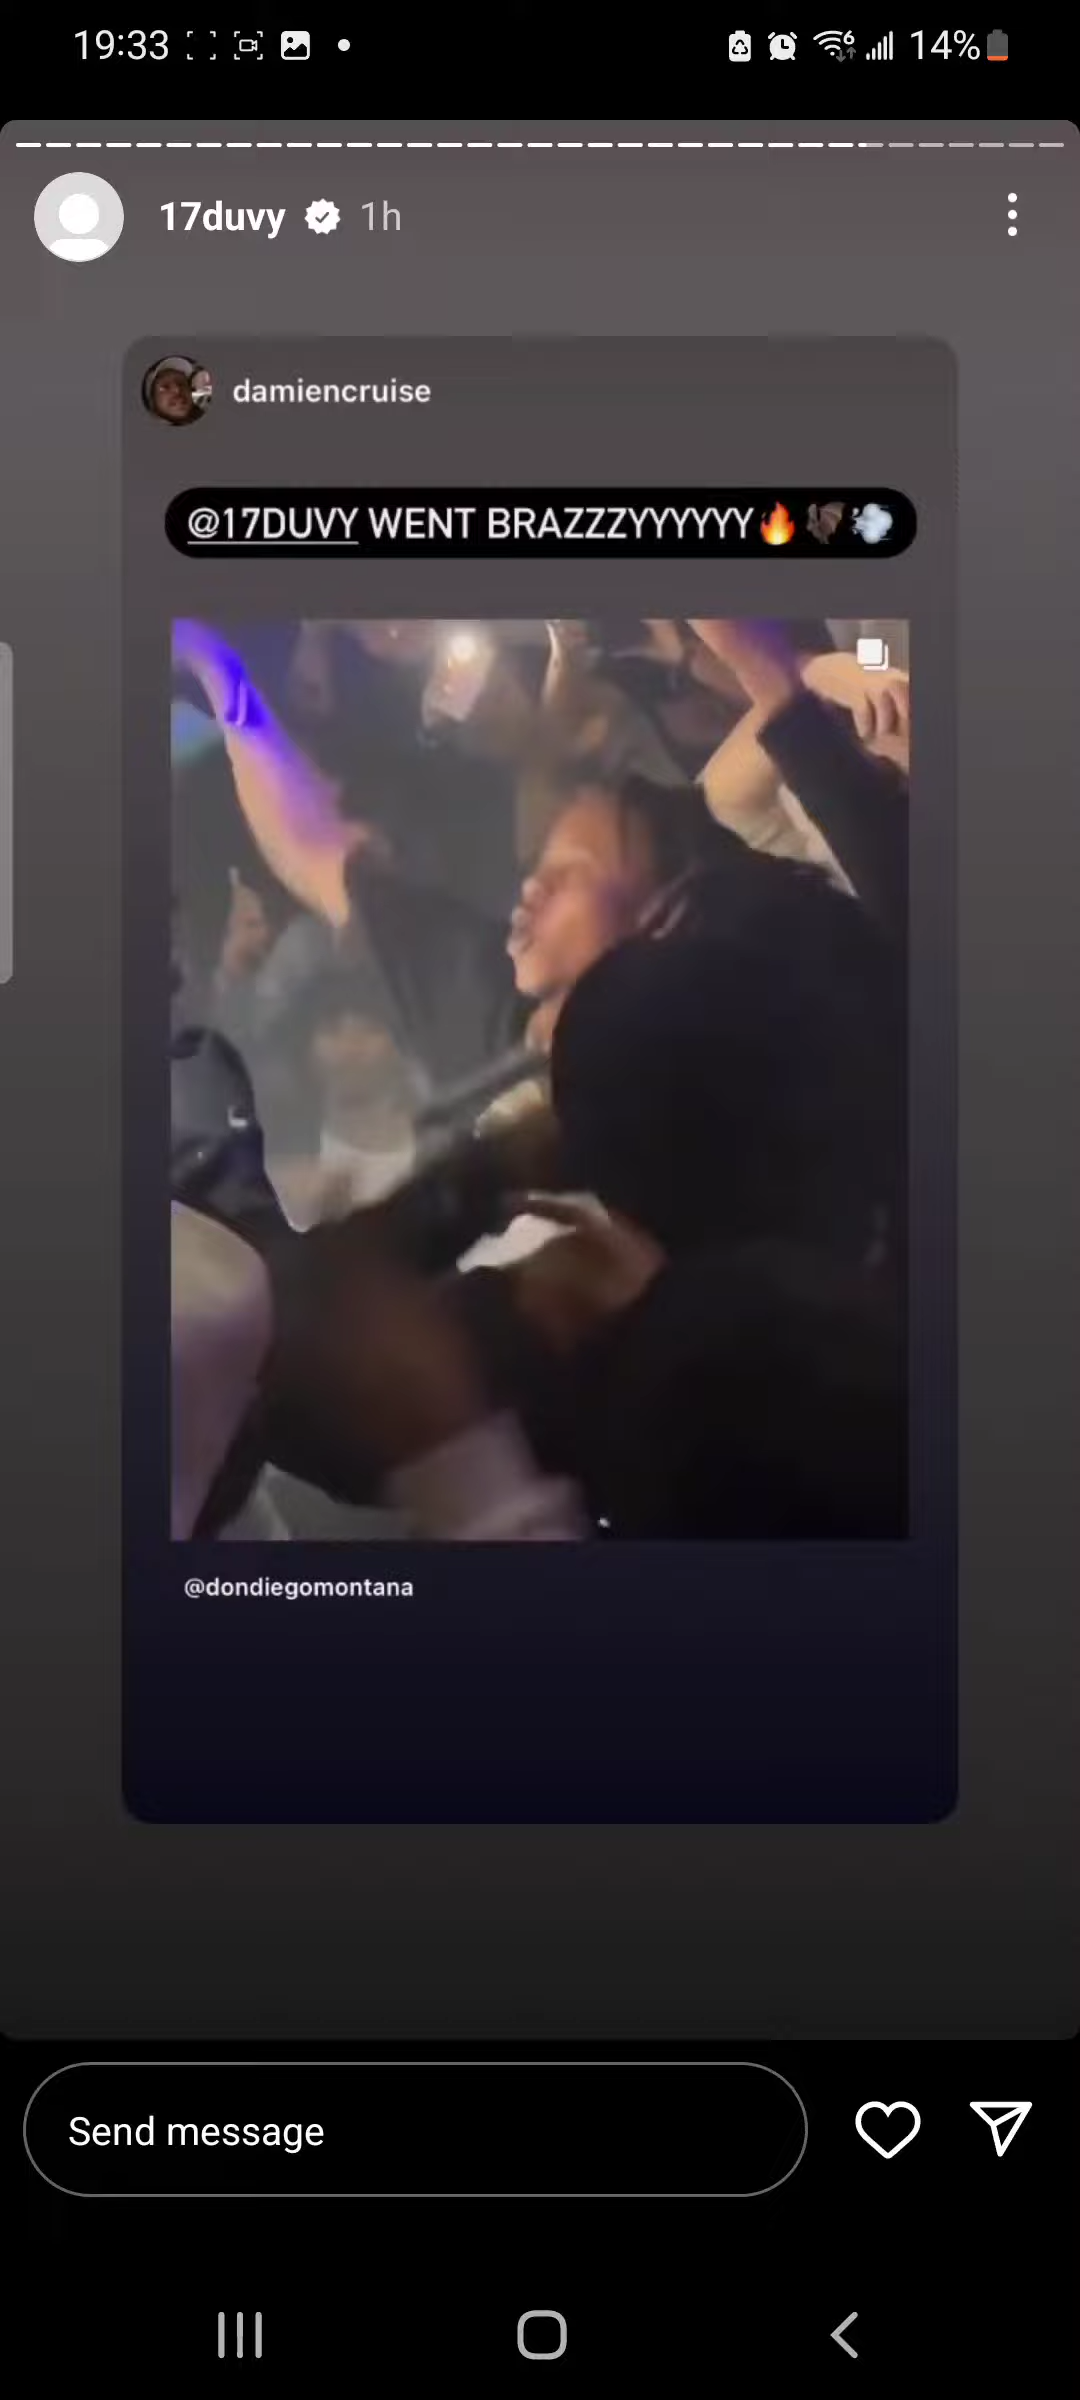 19:33
14%
17duvy 1h
damiencruise
@17DUVY WENT BRAZZZYYYYYY🔥🦇💨
@dondiegomontana
Send message